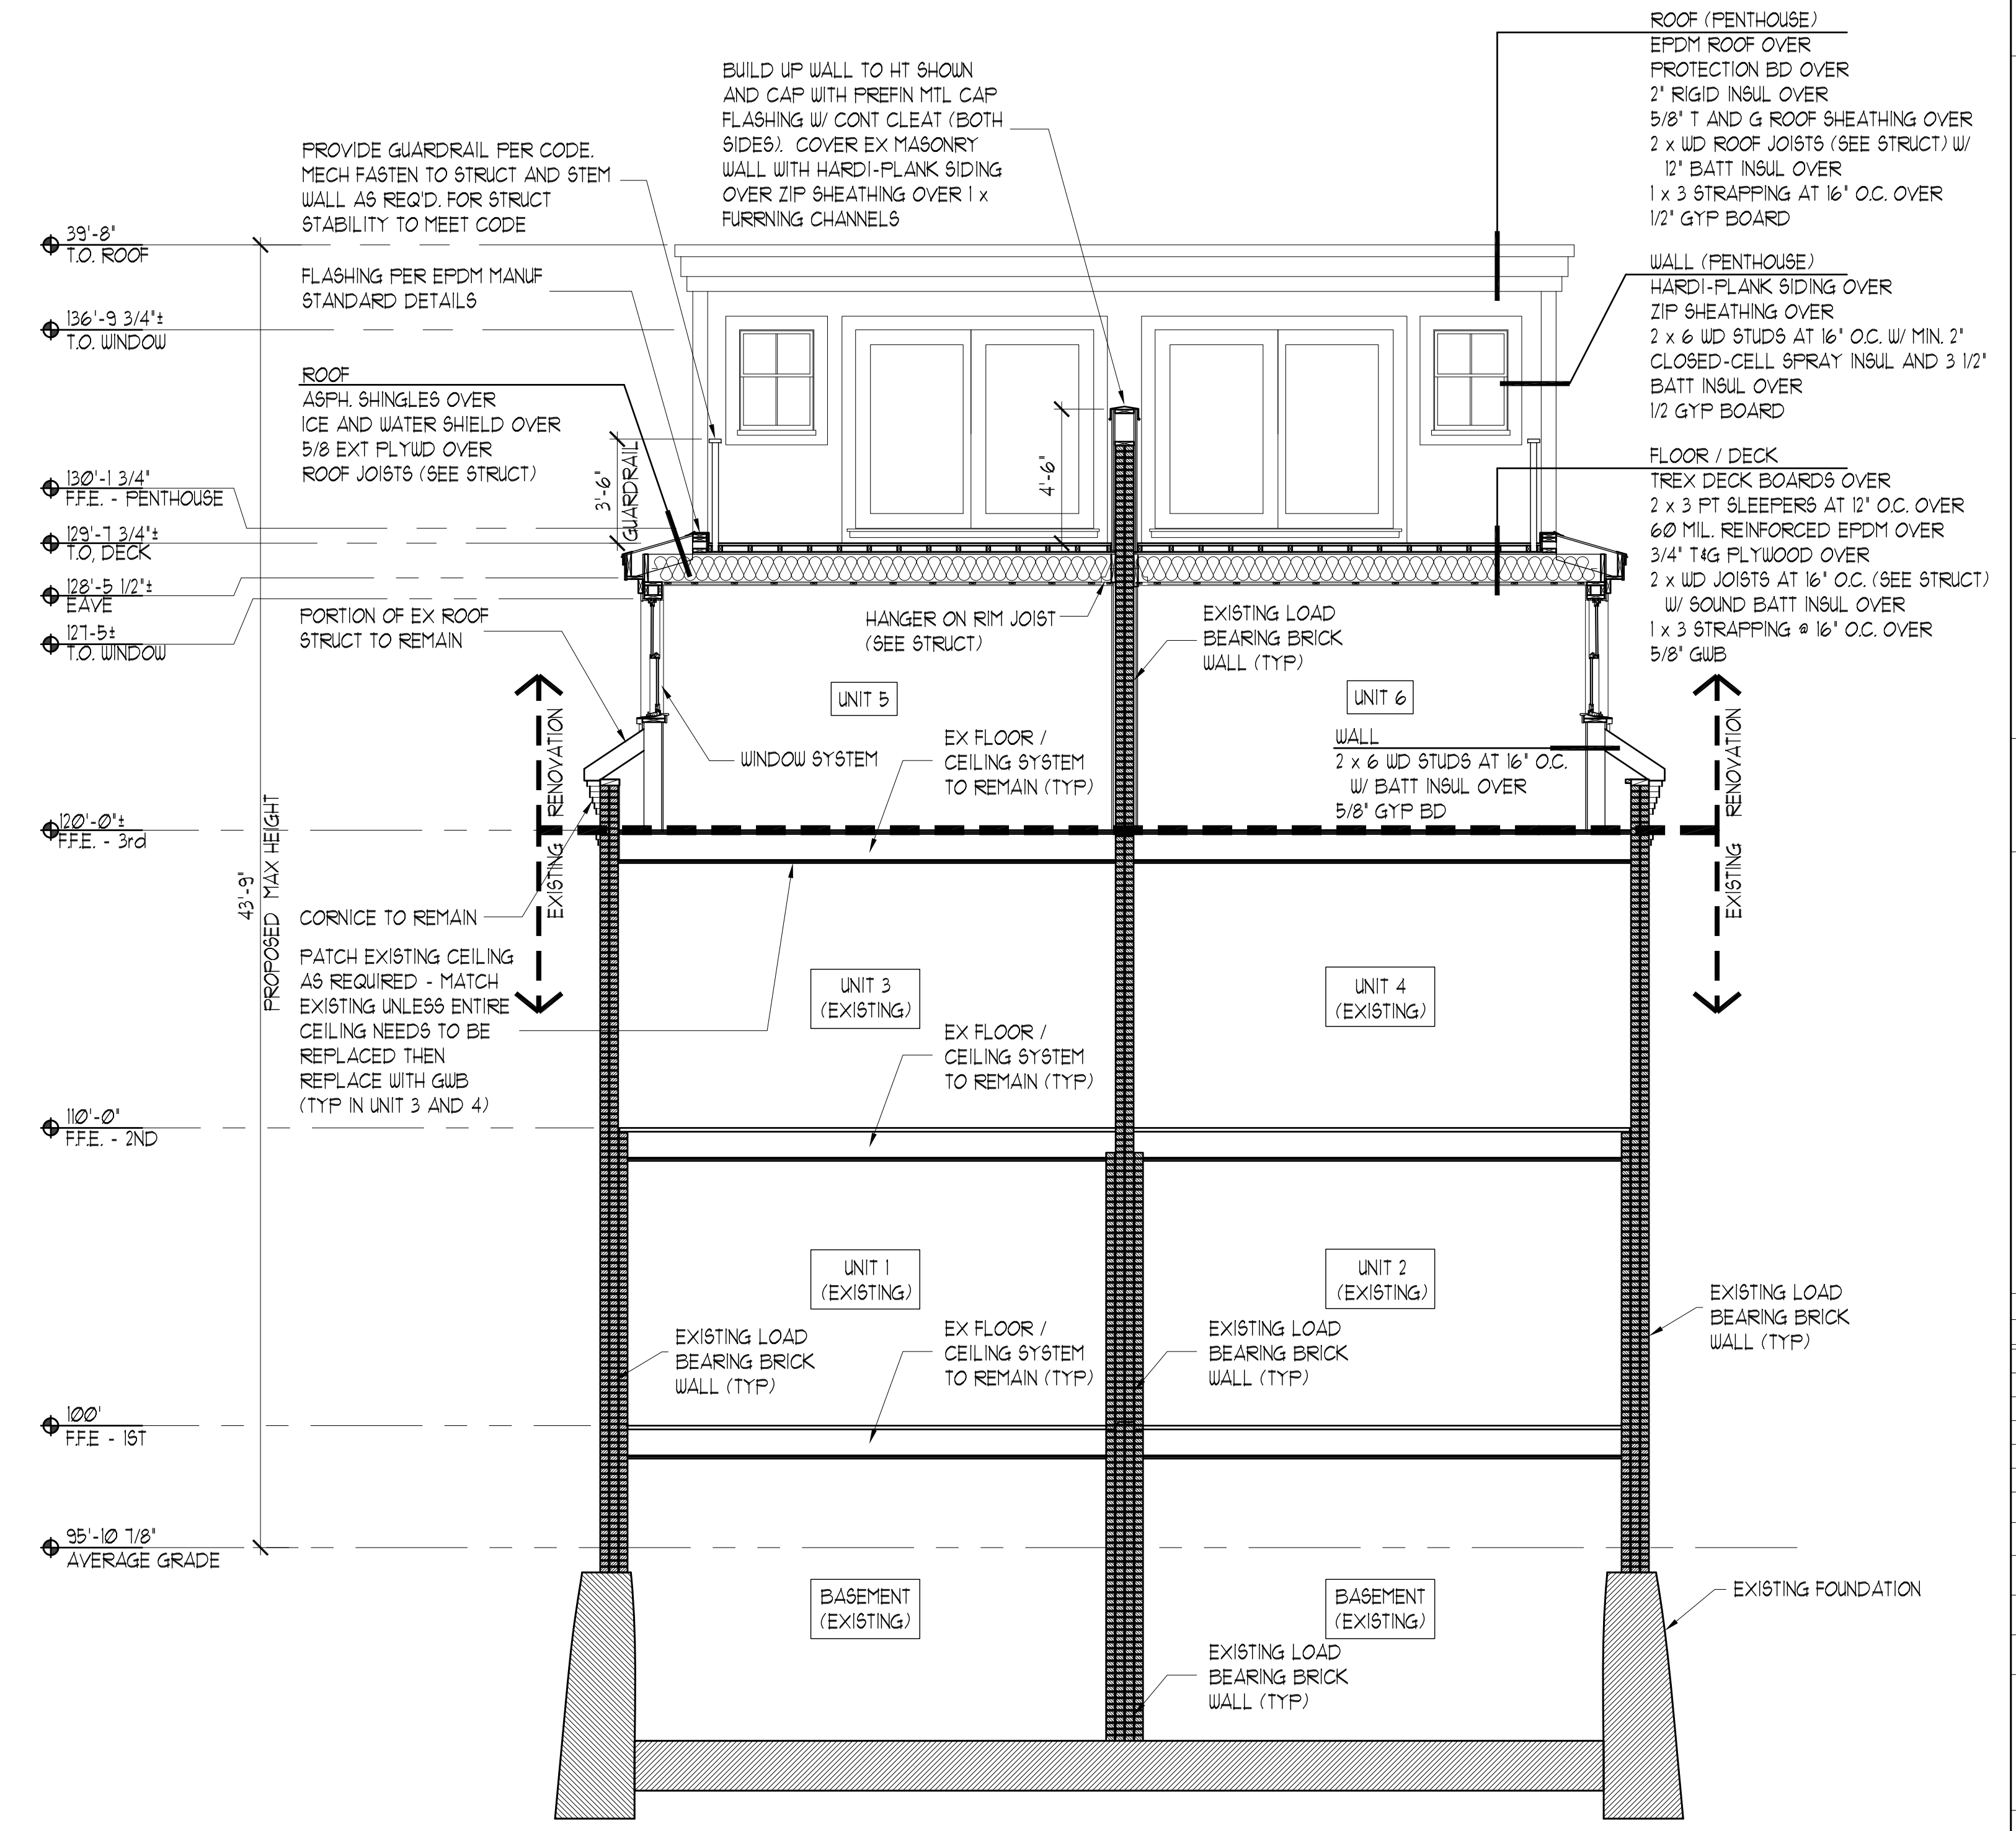 ROOF (PENTHOUSE)
EPDM ROOF OVER
PROTECTION BD OVER
2" RIGID INSUL OVER
5/8" T AND G ROOF SHEATHING OVER
2 x WD ROOF JOISTS (SEE STRUCT) W/
12" BATT INSUL OVER
1 x 3 STRAPPING AT 16" O.C. OVER
1/2" GYP BOARD
BUILD UP WALL TO HT SHOWN
AND CAP WITH PREFIN MTL CAP
FLASHING W/ CONT CLEAT (BOTH
SIDES). COVER EX MASONRY
WALL WITH HARDI-PLANK SIDING
OVER ZIP SHEATHING OVER 1 x
FURRNING CHANNELS
PROVIDE GUARDRAIL PER CODE.
MECH FASTEN TO STRUCT AND STEM
WALL AS REQ'D. FOR STRUCT
STABILITY TO MEET CODE
39'-8"
T.O. ROOF
FLASHING PER EPDM MANUF
STANDARD DETAILS
WALL (PENTHOUSE)
HARDI-PLANK SIDING OVER
ZIP SHEATHING OVER
2 x 6 WD STUDS AT 16" O.C. W/ MIN. 2"
CLOSED-CELL SPRAY INSUL AND 3 1/2"
BATT INSUL OVER
1/2 GYP BOARD
136'-9 3/4"±
T.O. WINDOW
ROOF
ASPH. SHINGLES OVER
ICE AND WATER SHIELD OVER
5/8 EXT PLYWD OVER
ROOF JOISTS (SEE STRUCT)
3'-6"
GUARDRAIL
4'-6"
FLOOR / DECK
TREX DECK BOARDS OVER
2 x 3 PT SLEEPERS AT 12" O.C. OVER
60 MIL. REINFORCED EPDM OVER
3/4" T&G PLYWOOD OVER
2 x WD JOISTS AT 16" O.C. (SEE STRUCT)
W/ SOUND BATT INSUL OVER
1 x 3 STRAPPING @ 16" O.C. OVER
5/8" GWB
130'-1 3/4"
F.F.E. - PENTHOUSE
129'-7 3/4"±
T.O, DECK
128'-5 1/2"±
EAVE
127-5±
T.O. WINDOW
PORTION OF EX ROOF
STRUCT TO REMAIN
HANGER ON RIM JOIST
(SEE STRUCT)
EXISTING LOAD
BEARING BRICK
WALL (TYP)
UNIT 5
UNIT 6
WINDOW SYSTEM
EX FLOOR /
CEILING SYSTEM
TO REMAIN (TYP)
WALL
2 x 6 WD STUDS AT 16" O.C.
W/ BATT INSUL OVER
5/8" GYP BD
RENOVATION
EXISTING
RENOVATION
EXISTING
120'-0"±
F.F.E. - 3rd
43'-9"
PROPOSED MAX HEIGHT
CORNICE TO REMAIN
PATCH EXISTING CEILING
AS REQUIRED - MATCH
EXISTING UNLESS ENTIRE
CEILING NEEDS TO BE
REPLACED THEN
REPLACE WITH GWB
(TYP IN UNIT 3 AND 4)
UNIT 3
(EXISTING)
UNIT 4
(EXISTING)
EX FLOOR /
CEILING SYSTEM
TO REMAIN (TYP)
110'-0"
F.F.E. - 2ND
UNIT 1
(EXISTING)
UNIT 2
(EXISTING)
EXISTING LOAD
BEARING BRICK
WALL (TYP)
EX FLOOR /
CEILING SYSTEM
TO REMAIN (TYP)
EXISTING LOAD
BEARING BRICK
WALL (TYP)
EXISTING LOAD
BEARING BRICK
WALL (TYP)
100'
F.F.E - 1ST
95'-10 7/8"
AVERAGE GRADE
BASEMENT
(EXISTING)
BASEMENT
(EXISTING)
EXISTING FOUNDATION
EXISTING LOAD
BEARING BRICK
WALL (TYP)